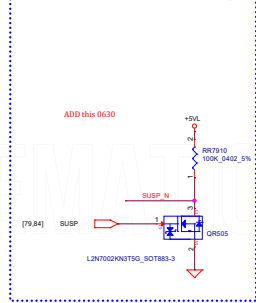 ADD this 0630
+5VL
2
RR7910
100K_0402_5%
1
SUSP_N
3
[79,84] SUSP
1
QR505
2
L2N7002KN3T5G_SOT883-3